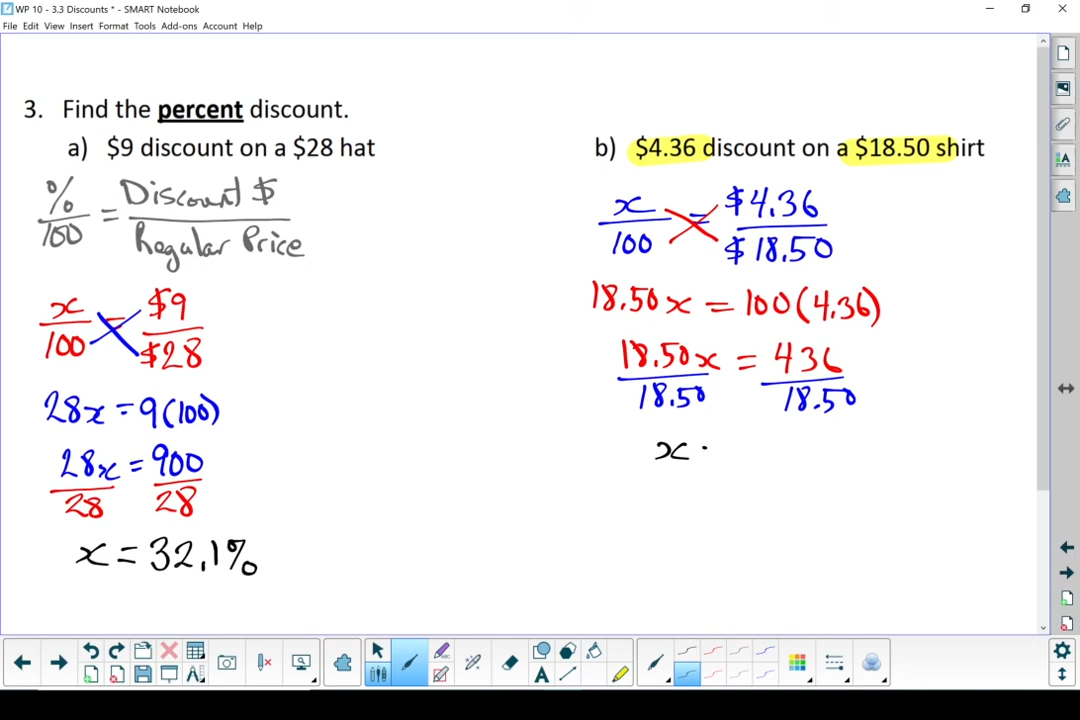 WP 10 - 3.3 Discounts * - SMART Notebook
File Edit View Insert Format Tools Add-ons Account Help
3. Find the percent discount.
a) $9 discount on a $28 hat
%/100 = Discount $/Regular Price
x/100 = $9/$28
28x = 9(100)
28x/28 = 900/28
x = 32.1%
b) $4.36 discount on a $18.50 shirt
x/100 = $4.36/$18.50
18.50x = 100(4.36)
18.50x/18.50 = 436/18.50
x